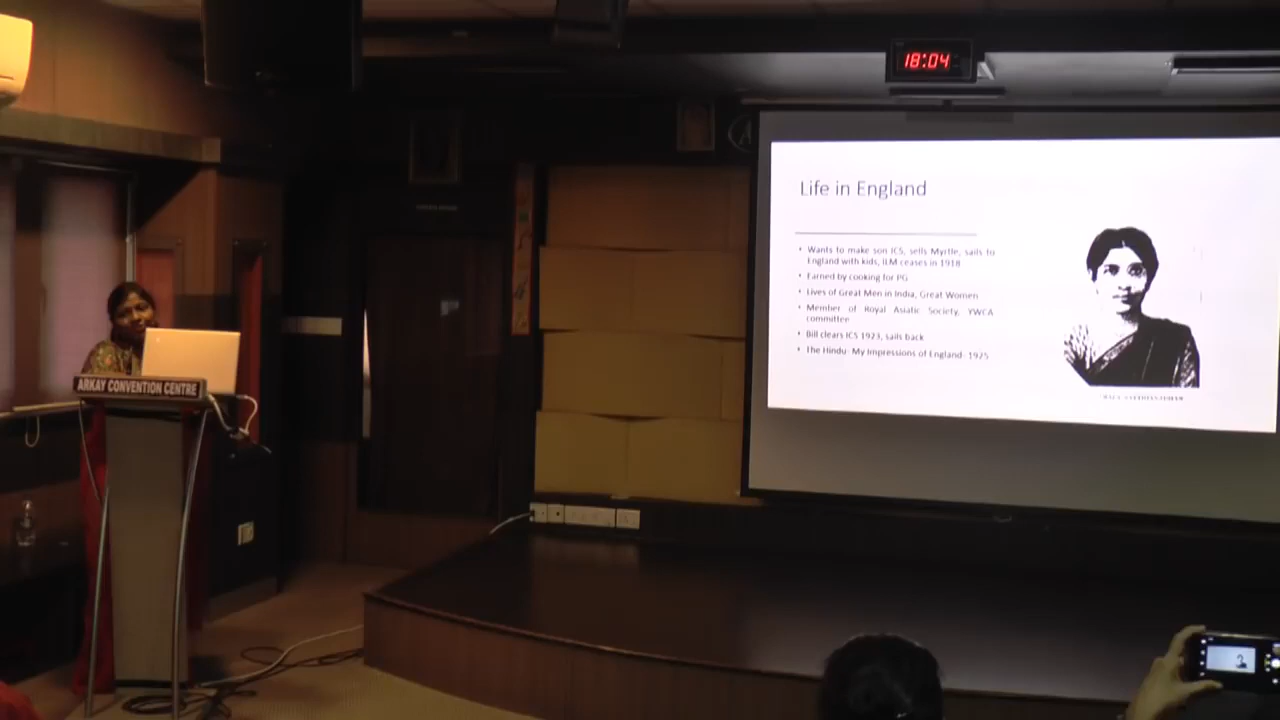 18:04
Life in England
• Wants to make son ICS, sells Myrtle, sails to
England with kids, ILM ceases in 1918
• Earned by cooking for PG
• Lives of Great Men in India, Great Women
• Member of Royal Asiatic Society, YWCA
committee
• Bill clears ICS 1923, sails back
• The Hindu- My Impressions of England- 1925
ARKAY CONVENTION CENTRE